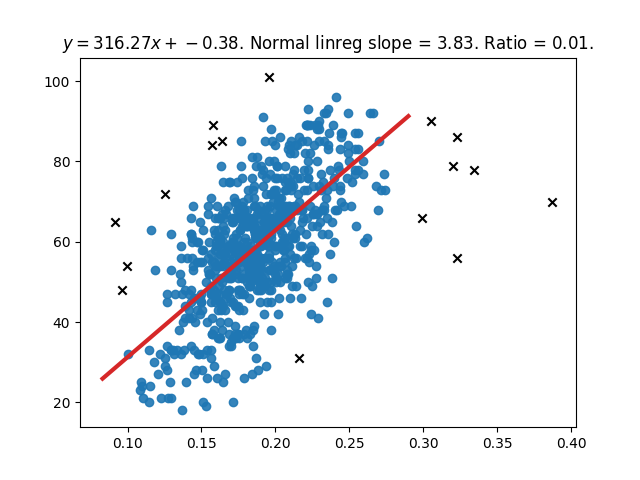 y = 316.27x + −0.38. Normal linreg slope = 3.83. Ratio = 0.01.
100
80
60
40
20
0.10 0.15 0.20 0.25 0.30 0.35 0.40